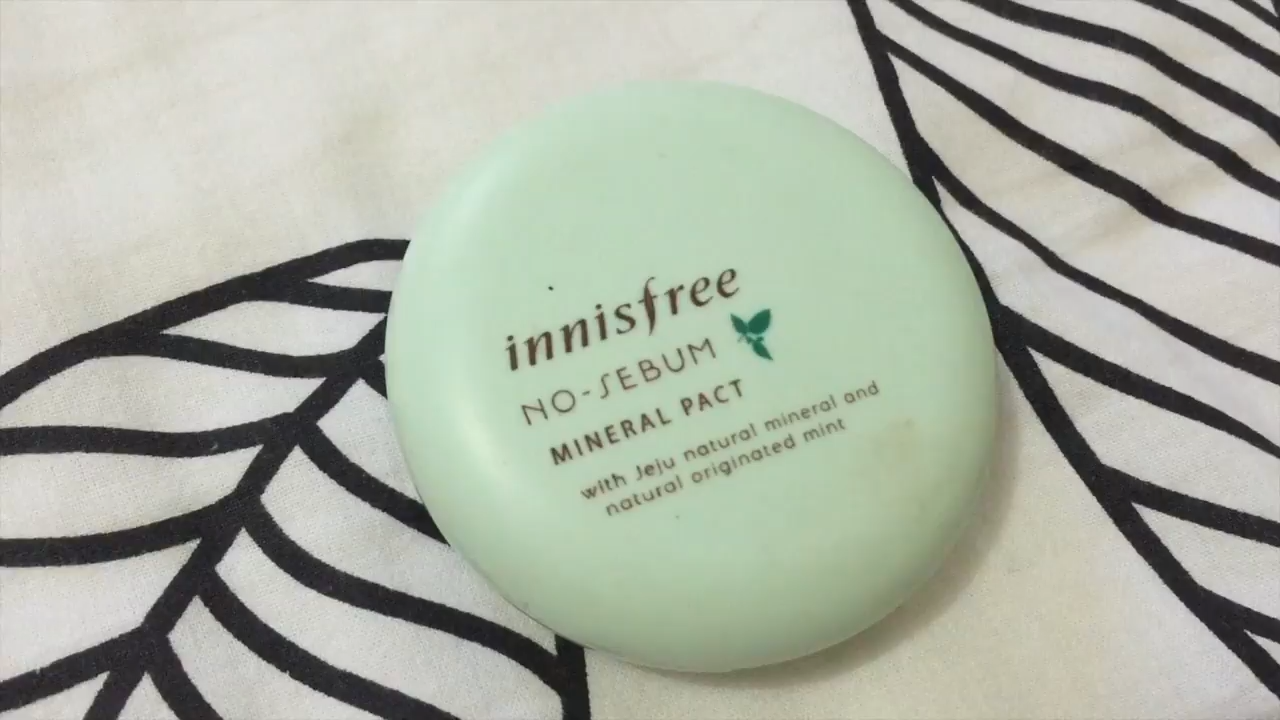 innisfree
NO-SEBUM
MINERAL PACT
with Jeju natural mineral and
natural originated mint